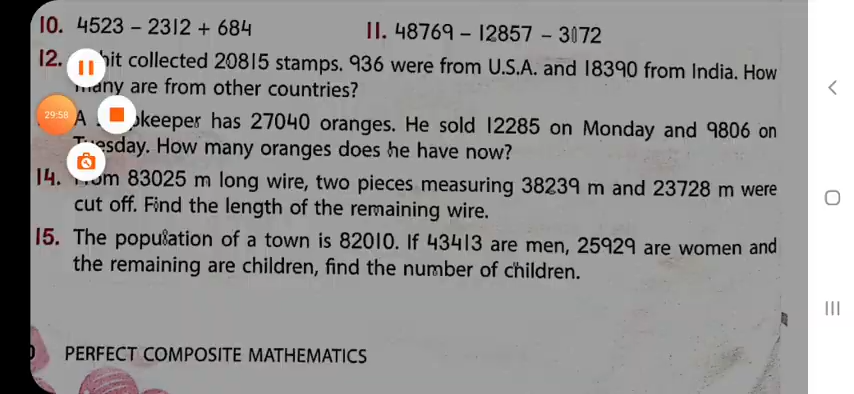 10. 4523 – 2312 + 684 11. 48769 – 12857 – 3072
12. hit collected 20815 stamps. 936 were from U.S.A. and 18390 from India. How
many are from other countries?
29:58 A pkeeper has 27040 oranges. He sold 12285 on Monday and 9806 on
Tuesday. How many oranges does he have now?
14. From 83025 m long wire, two pieces measuring 38239 m and 23728 m were
cut off. Find the length of the remaining wire.
15. The population of a town is 82010. If 43413 are men, 25929 are women and
the remaining are children, find the number of children.
PERFECT COMPOSITE MATHEMATICS